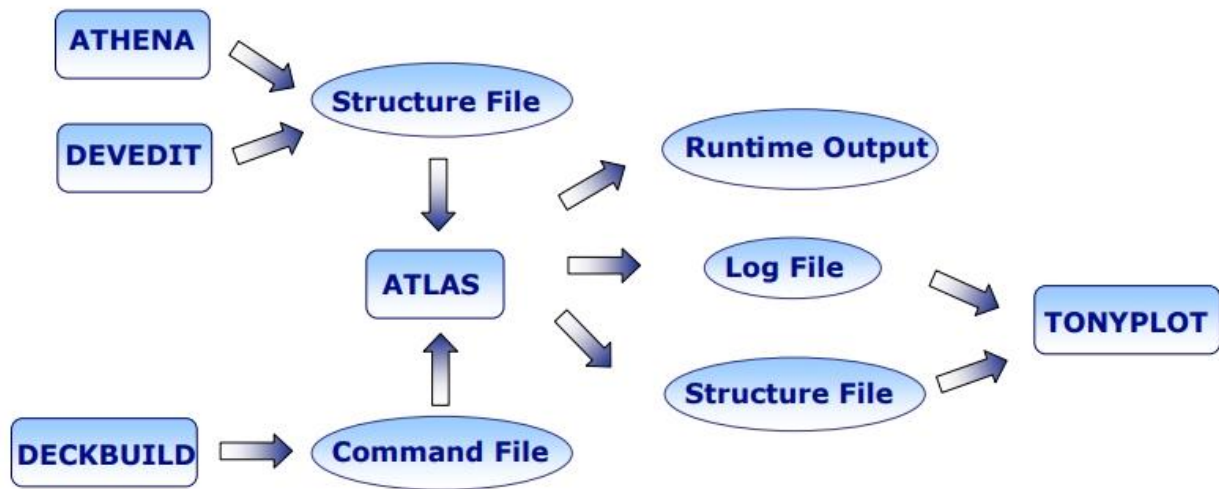 ATHENA
Structure File
DEVEDIT
Runtime Output
ATLAS
Log File
TONYPLOT
Structure File
DECKBUILD
Command File